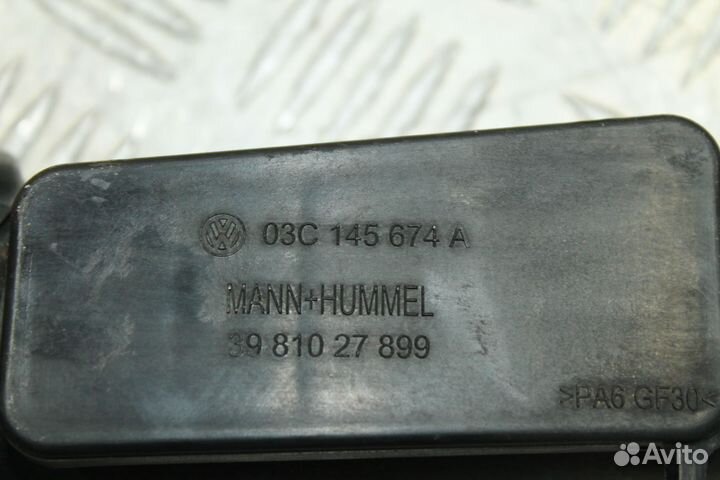 03C 145 674 A
MANN+HUMMEL
39 810 27 899
>PA6 GF30<
Avito